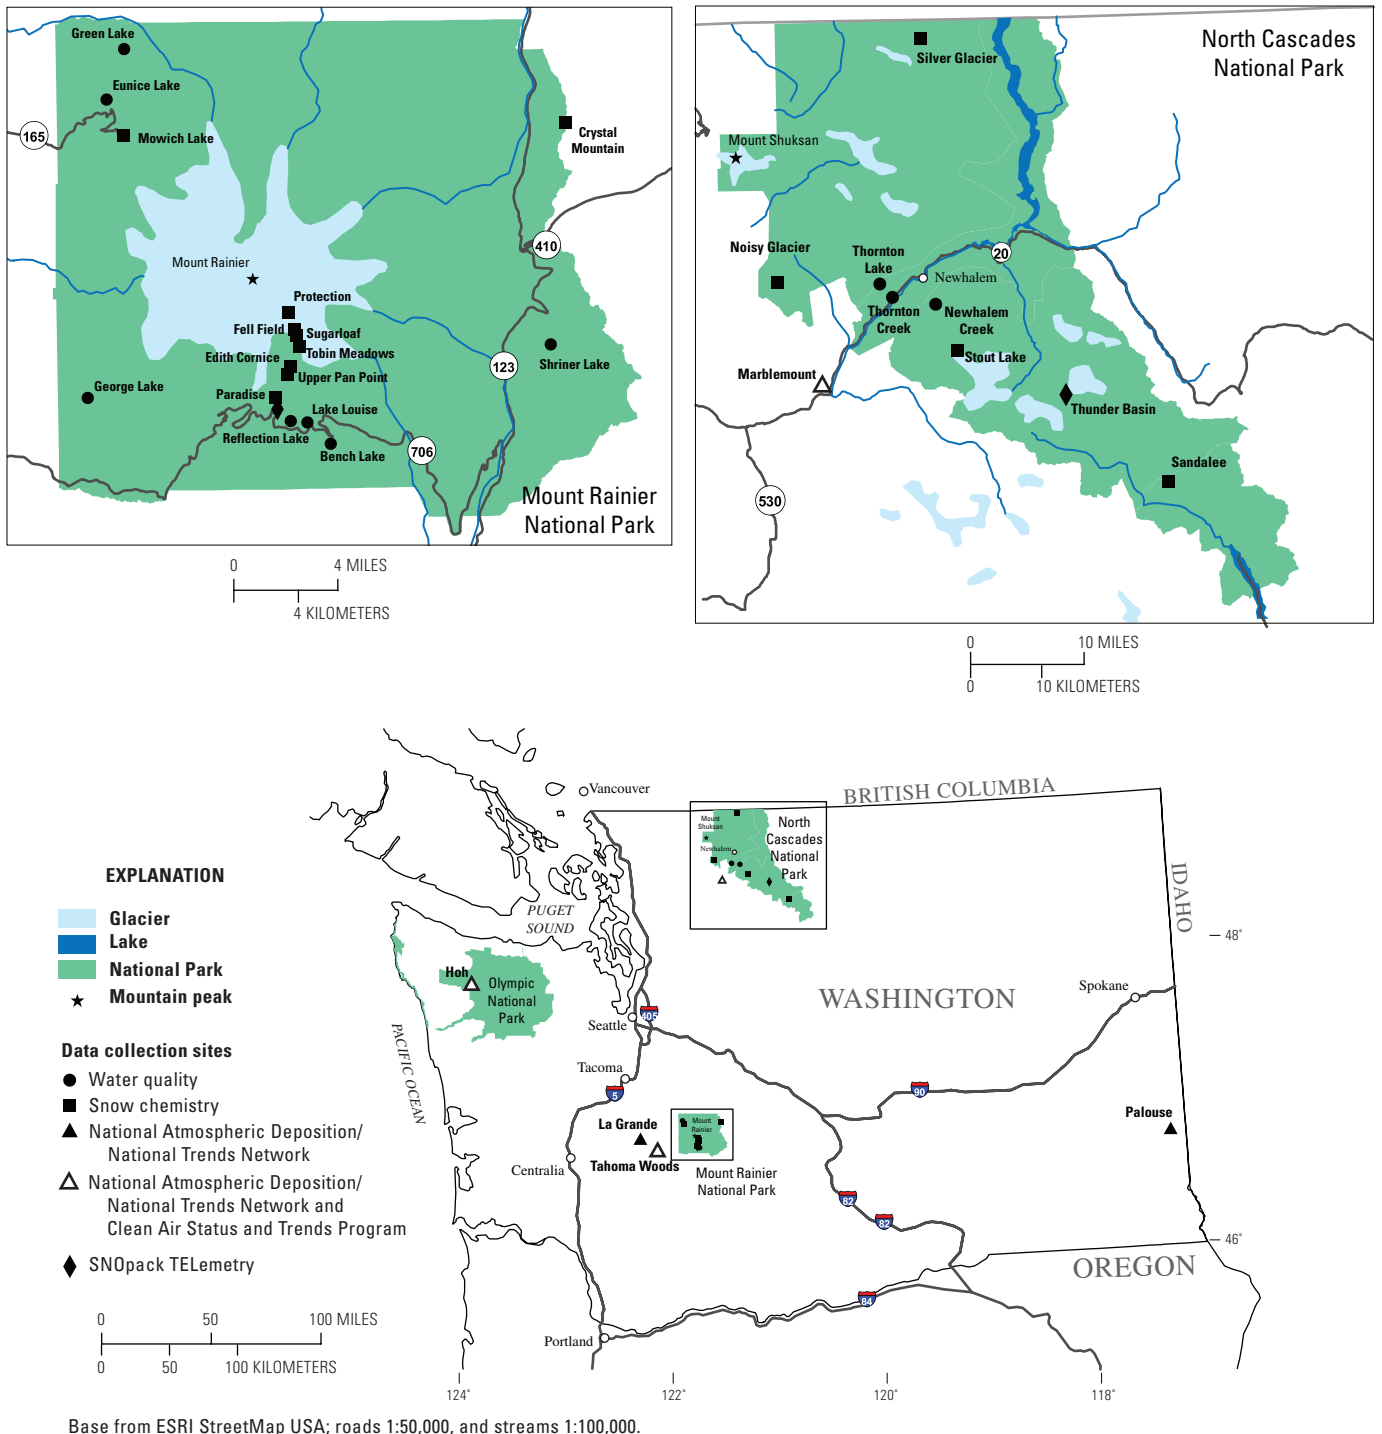 Green Lake
Eunice Lake
165
Mowich Lake
Crystal
Mountain
410
Mount Rainier
Protection
Fell Field
Sugarloaf
Tobin Meadows
Edith Cornice
Upper Pan Point
Shriner Lake
123
George Lake
Paradise
Lake Louise
Reflection Lake
Bench Lake
706
Mount Rainier
National Park
0 4 MILES
4 KILOMETERS
North Cascades
National Park
Silver Glacier
Mount Shuksan
Noisy Glacier
Thornton
Lake
20
Newhalem
Thornton
Creek
Newhalem
Creek
Stout Lake
Marblemount
Thunder Basin
Sandalee
530
0 10 MILES
0 10 KILOMETERS
EXPLANATION
Glacier
Lake
National Park
Mountain peak
Data collection sites
Water quality
Snow chemistry
National Atmospheric Deposition/
National Trends Network
National Atmospheric Deposition/
National Trends Network and
Clean Air Status and Trends Program
SNOpack TELemetry
0 50 100 MILES
0 50 100 KILOMETERS
Vancouver
BRITISH COLUMBIA
Mount
Shuksan
Newhalem
North
Cascades
National
Park
IDAHO
PUGET
SOUND
48°
Hoh
Olympic
National
Park
WASHINGTON
Spokane
Seattle
405
PACIFIC OCEAN
Tacoma
5
90
La Grande
Mount
Rainier
Palouse
Tahoma Woods
Centralia
Mount Rainier
National Park
82
82
46°
OREGON
84
Portland
124° 122° 120° 118°
Base from ESRI StreetMap USA; roads 1:50,000, and streams 1:100,000.